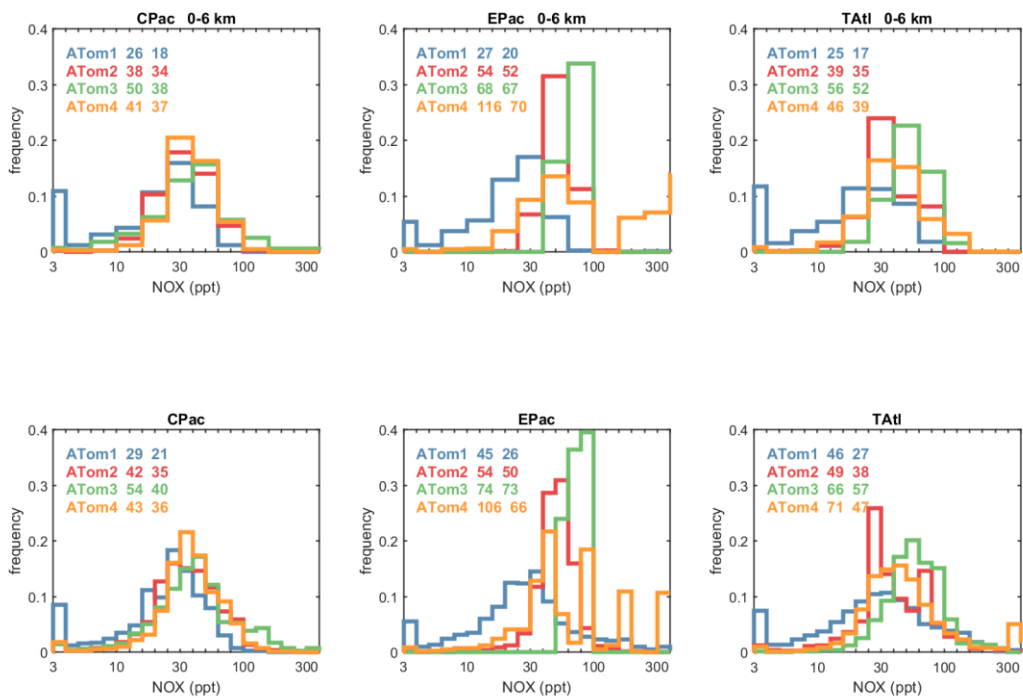 CPac 0-6 km
0.4
0.3
0.2
0.1
0
frequency
ATom1 26 18
ATom2 38 34
ATom3 50 38
ATom4 41 37
3 10 30 100 300
NOX (ppt)
EPac 0-6 km
0.4
0.3
0.2
0.1
0
frequency
ATom1 27 20
ATom2 54 52
ATom3 68 67
ATom4 116 70
3 10 30 100 300
NOX (ppt)
TAtl 0-6 km
0.4
0.3
0.2
0.1
0
frequency
ATom1 25 17
ATom2 39 35
ATom3 56 52
ATom4 46 39
3 10 30 100 300
NOX (ppt)
CPac
0.4
0.3
0.2
0.1
0
frequency
ATom1 29 21
ATom2 42 35
ATom3 54 40
ATom4 43 36
3 10 30 100 300
NOX (ppt)
EPac
0.4
0.3
0.2
0.1
0
frequency
ATom1 45 26
ATom2 54 50
ATom3 74 73
ATom4 106 66
3 10 30 100 300
NOX (ppt)
TAtl
0.4
0.3
0.2
0.1
0
frequency
ATom1 46 27
ATom2 49 38
ATom3 66 57
ATom4 71 47
3 10 30 100 300
NOX (ppt)